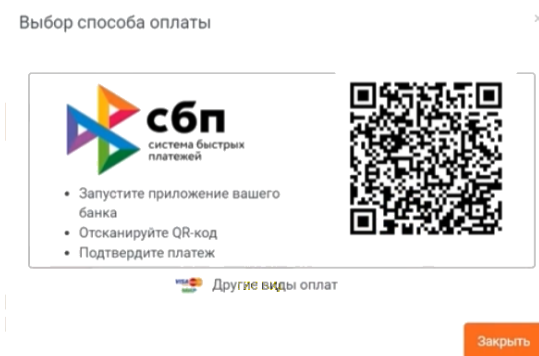 Выбор способа оплаты
сбп
система быстрых
платежей
• Запустите приложение вашего
банка
• Отсканируйте QR-код
• Подтвердите платеж
VISA Другие виды оплат
Закрыть